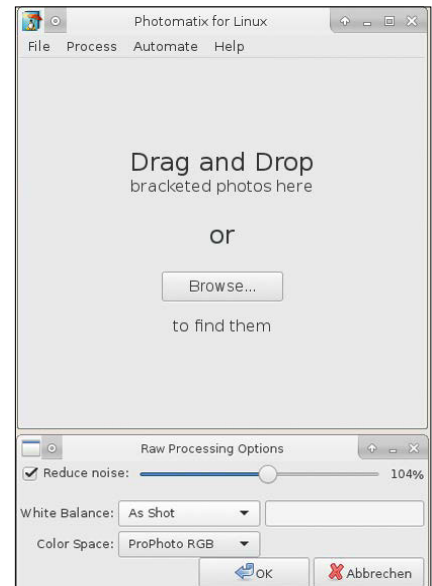 Photomatix for Linux
File Process Automate Help
Drag and Drop
bracketed photos here
or
Browse...
to find them
Raw Processing Options
Reduce noise: 104%
White Balance: As Shot
Color Space: ProPhoto RGB
OK Abbrechen